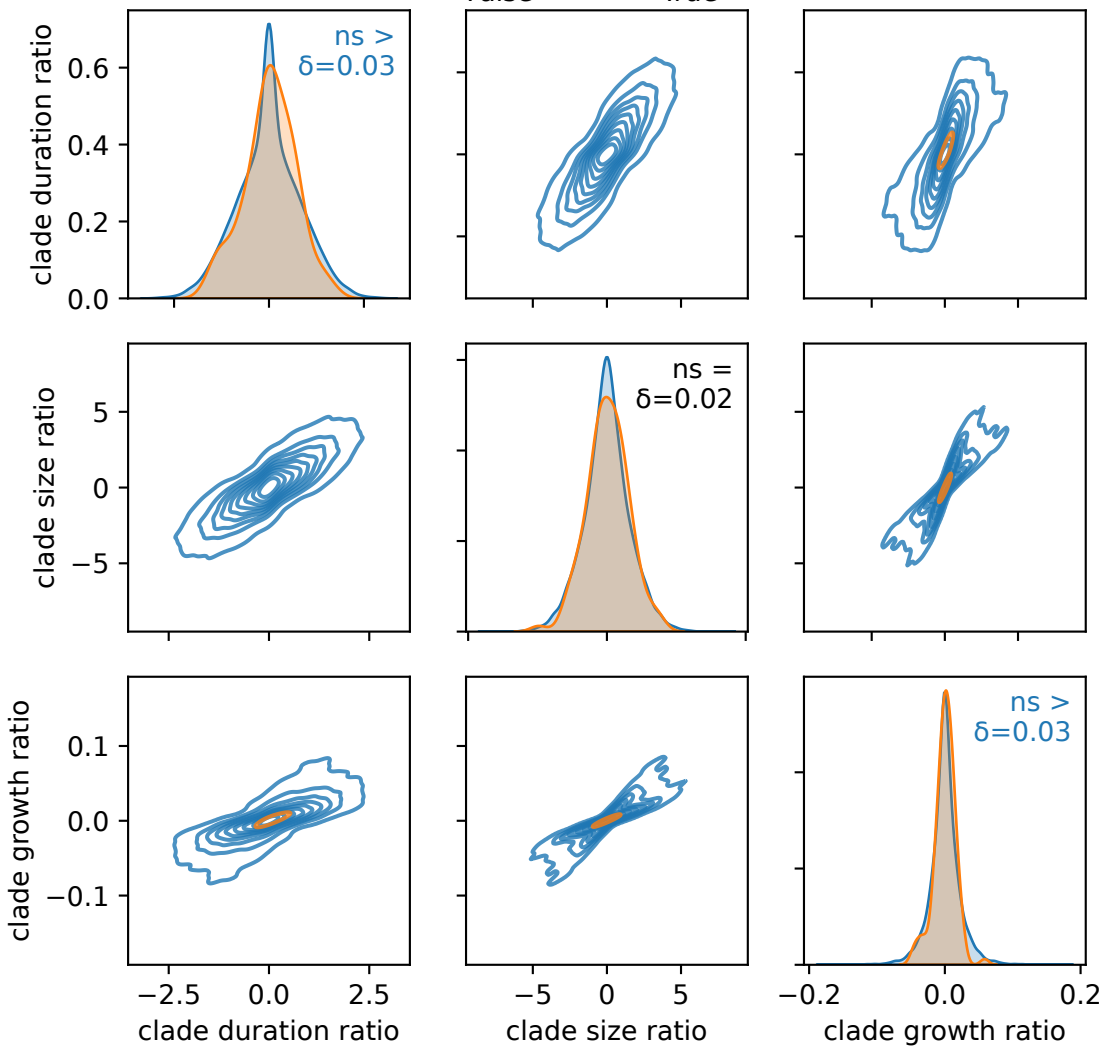 clade duration ratio
0.6
0.4
0.2
0.0
ns >
δ=0.03
clade size ratio
5
0
−5
ns =
δ=0.02
−5
0
5
clade growth ratio
0.1
0.0
−0.1
ns >
δ=0.03
−2.5
0.0
2.5
−5
0
5
−0.2
0.0
0.2
clade duration ratio
clade size ratio
clade growth ratio